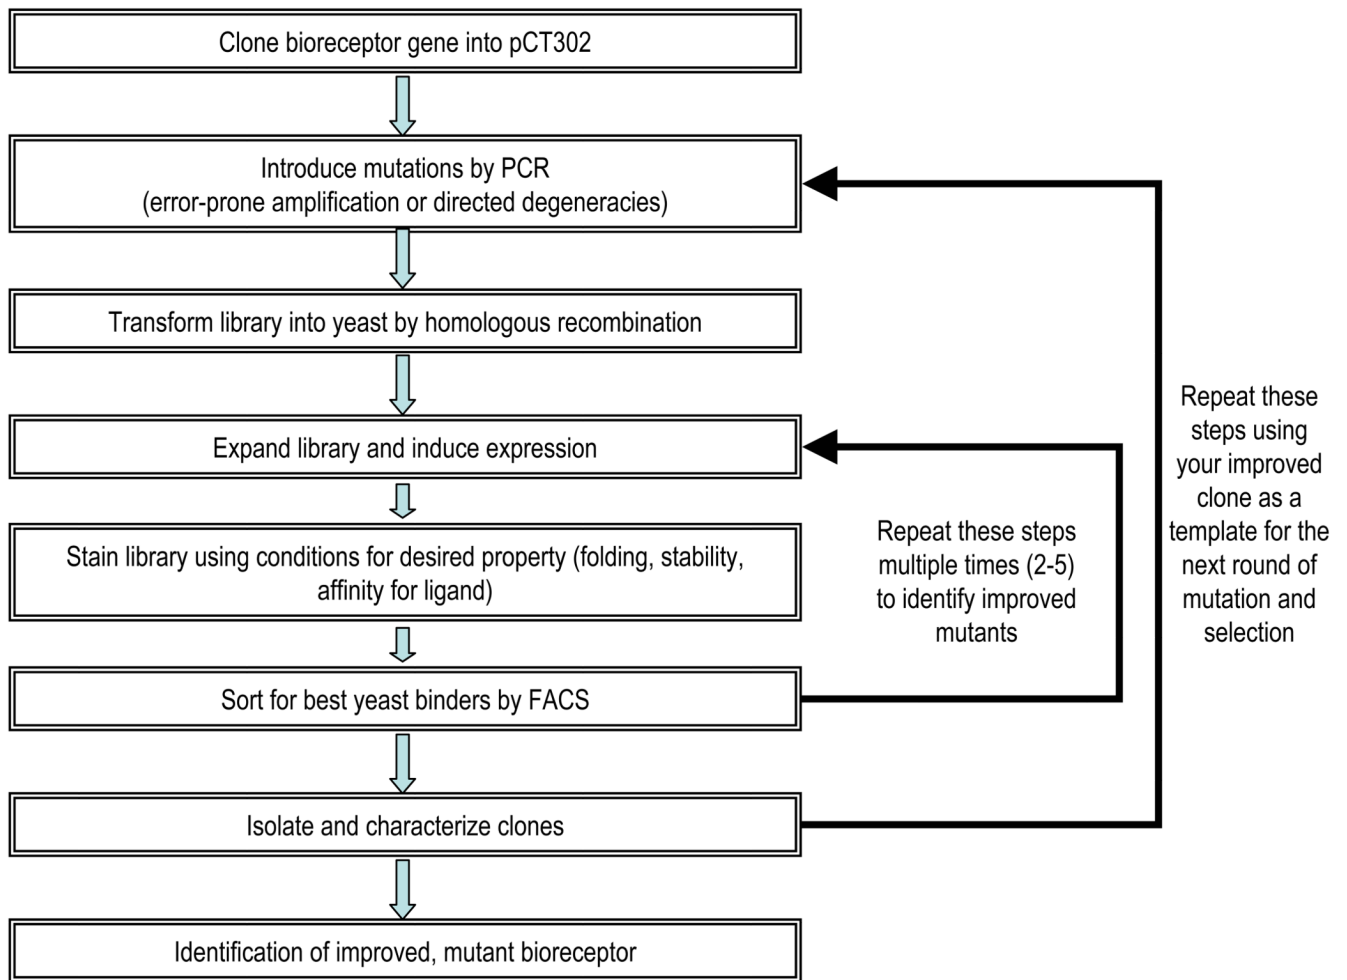 Clone bioreceptor gene into pCT302
Introduce mutations by PCR
(error-prone amplification or directed degeneracies)
Transform library into yeast by homologous recombination
Expand library and induce expression
Stain library using conditions for desired property (folding, stability,
affinity for ligand)
Sort for best yeast binders by FACS
Isolate and characterize clones
Identification of improved, mutant bioreceptor
Repeat these steps
multiple times (2-5)
to identify improved
mutants
Repeat these
steps using
your improved
clone as a
template for the
next round of
mutation and
selection